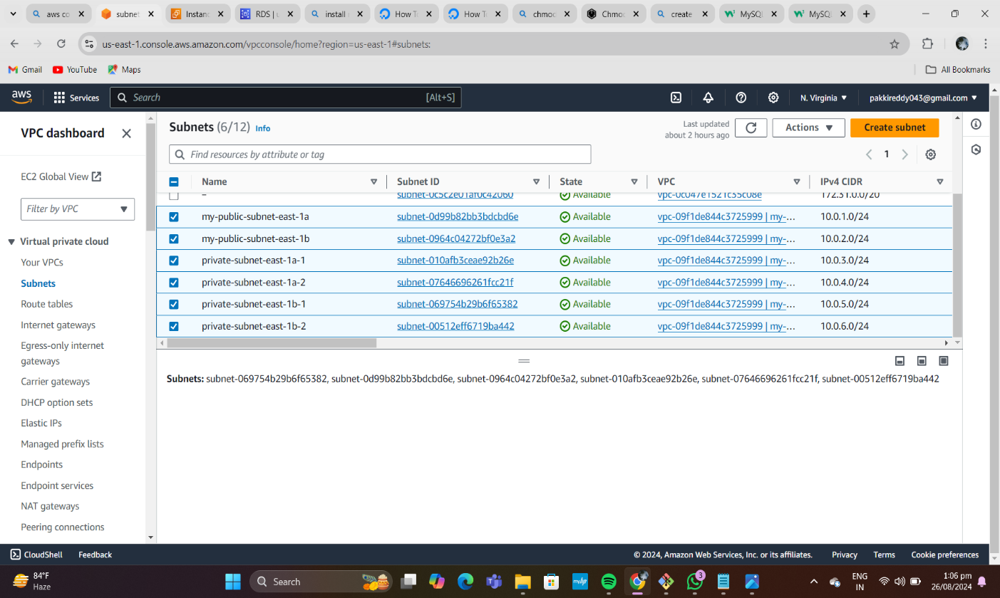 aws co
subnet
Instanc
RDS | u
install
How To
How To
chmod
Chmod
create
MySQL
MySQL
us-east-1.console.aws.amazon.com/vpcconsole/home?region=us-east-1#subnets:
Gmail YouTube Maps All Bookmarks
aws Services Search [Alt+S] N. Virginia pakkireddy043@gmail.com
VPC dashboard
EC2 Global View
Filter by VPC
Virtual private cloud
Your VPCs
Subnets
Route tables
Internet gateways
Egress-only internet
gateways
Carrier gateways
DHCP option sets
Elastic IPs
Managed prefix lists
Endpoints
Endpoint services
NAT gateways
Peering connections
Subnets (6/12) Info
Last updated
about 2 hours ago
Actions
Create subnet
Find resources by attribute or tag
1
Name Subnet ID State VPC IPv4 CIDR
– subnet-0c5c2e01af0c42060 Available vpc-0c047e1521c35c08e 172.31.0.0/20
my-public-subnet-east-1a subnet-0d99b82bb3bdcbd6e Available vpc-09f1de844c3725999 | my-... 10.0.1.0/24
my-public-subnet-east-1b subnet-0964c04272bf0e3a2 Available vpc-09f1de844c3725999 | my-... 10.0.2.0/24
private-subnet-east-1a-1 subnet-010afb3ceae92b26e Available vpc-09f1de844c3725999 | my-... 10.0.3.0/24
private-subnet-east-1a-2 subnet-07646696261fcc21f Available vpc-09f1de844c3725999 | my-... 10.0.4.0/24
private-subnet-east-1b-1 subnet-069754b29b6f65382 Available vpc-09f1de844c3725999 | my-... 10.0.5.0/24
private-subnet-east-1b-2 subnet-00512eff6719ba442 Available vpc-09f1de844c3725999 | my-... 10.0.6.0/24
Subnets: subnet-069754b29b6f65382, subnet-0d99b82bb3bdcbd6e, subnet-0964c04272bf0e3a2, subnet-010afb3ceae92b26e, subnet-07646696261fcc21f, subnet-00512eff6719ba442
CloudShell Feedback © 2024, Amazon Web Services, Inc. or its affiliates. Privacy Terms Cookie preferences
84°F
Haze
Search
myhp
3
ENG
IN
1:06 pm
26/08/2024